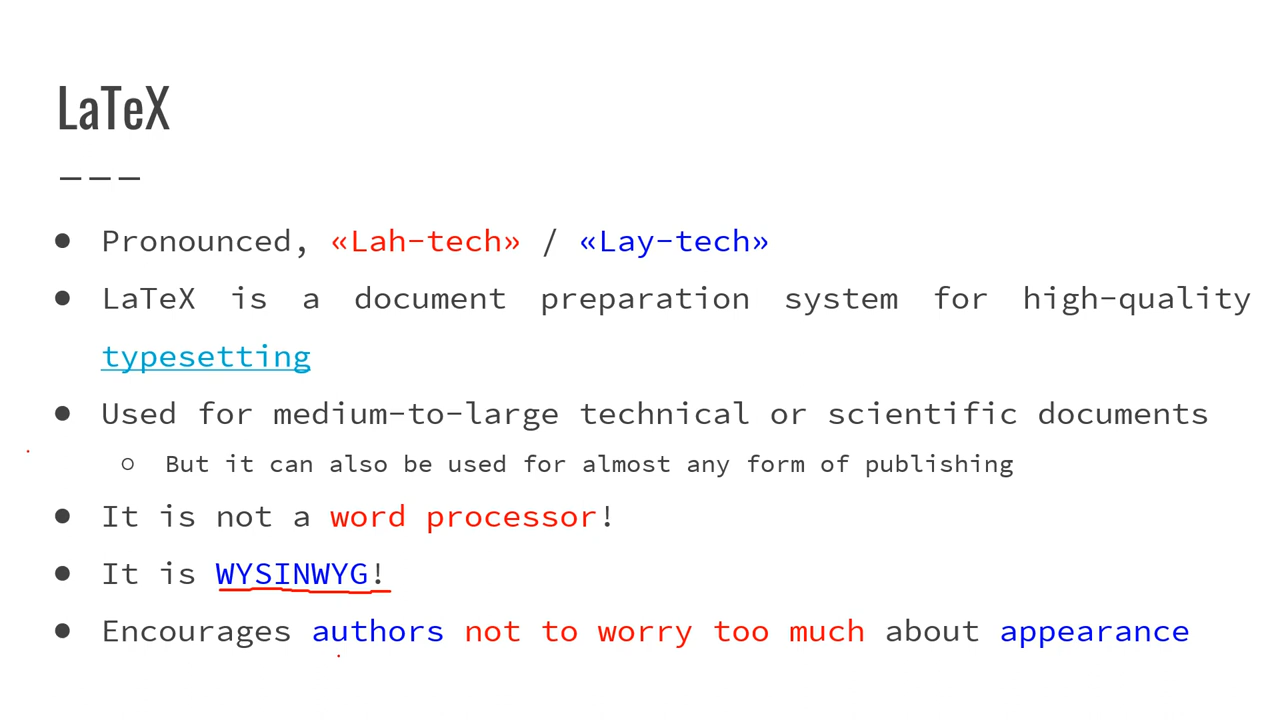 LaTeX
———
● Pronounced, «Lah-tech» / «Lay-tech»
● LaTeX is a document preparation system for high-quality
typesetting
● Used for medium-to-large technical or scientific documents
○ But it can also be used for almost any form of publishing
● It is not a word processor!
● It is WYSINWYG!
● Encourages authors not to worry too much about appearance